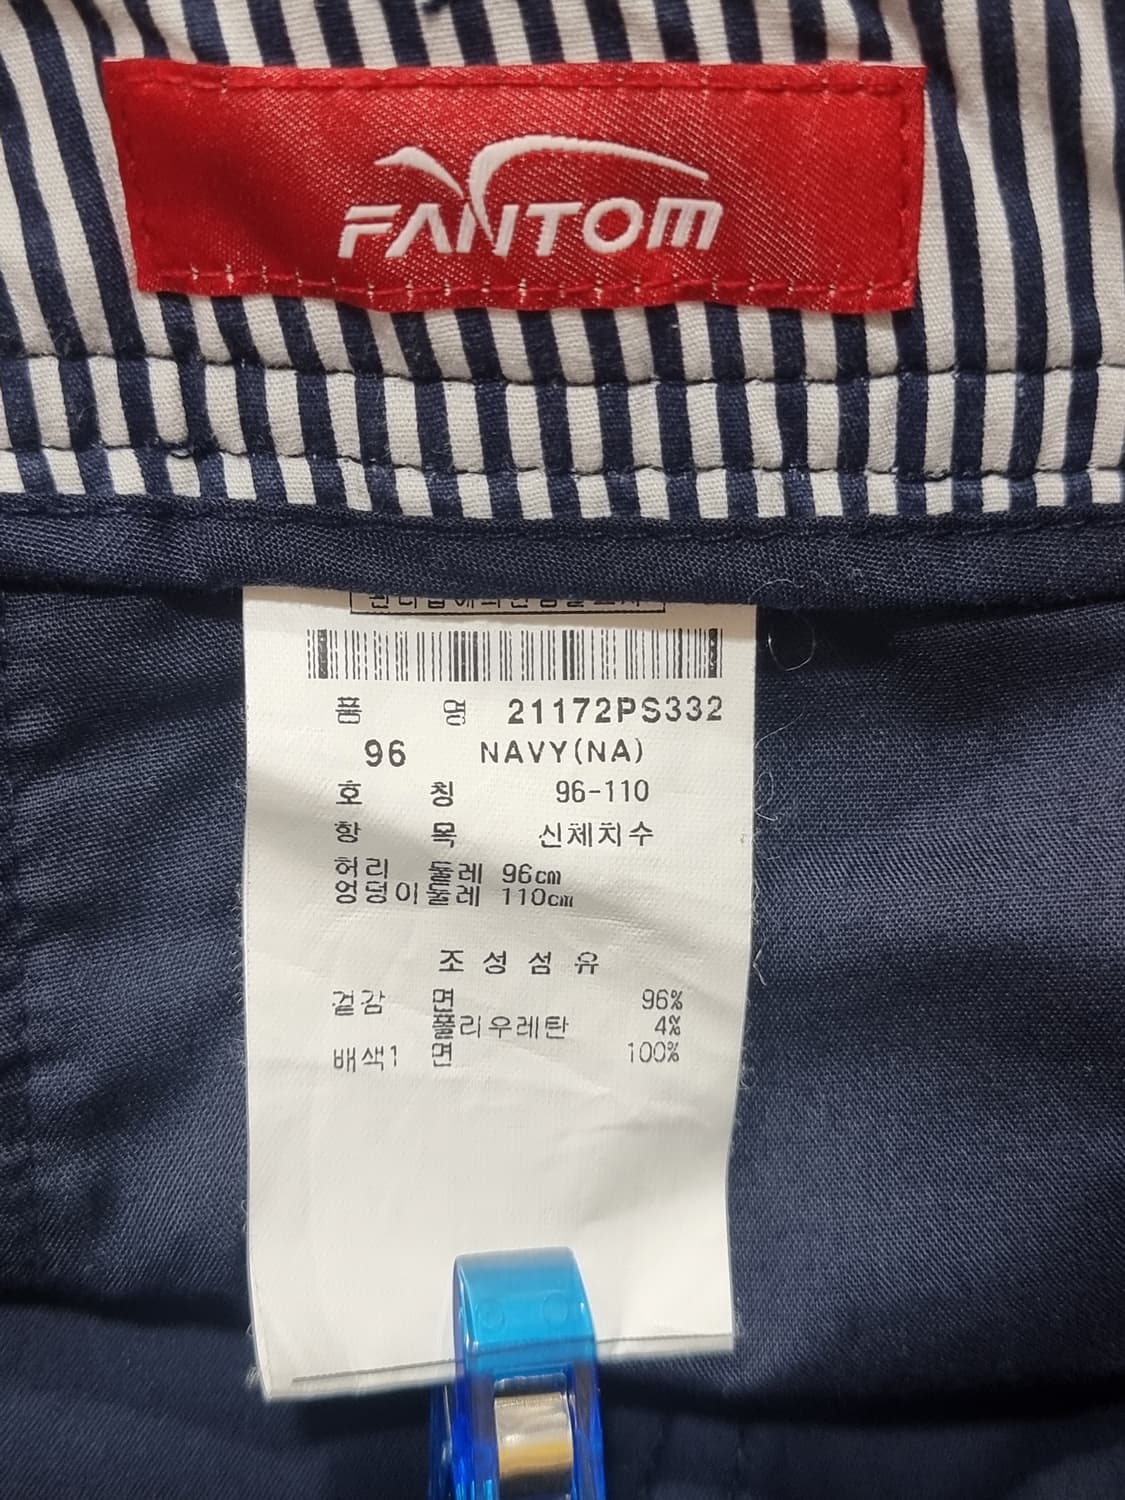 FANTOM
품 명 21172PS332
96 NAVY(NA)
호 칭 96-110
항 목 신체치수
허리 둘레 96cm
엉덩이둘레 110cm
조성섬유
겉감 면 96%
폴리우레탄 4%
배색1 면 100%